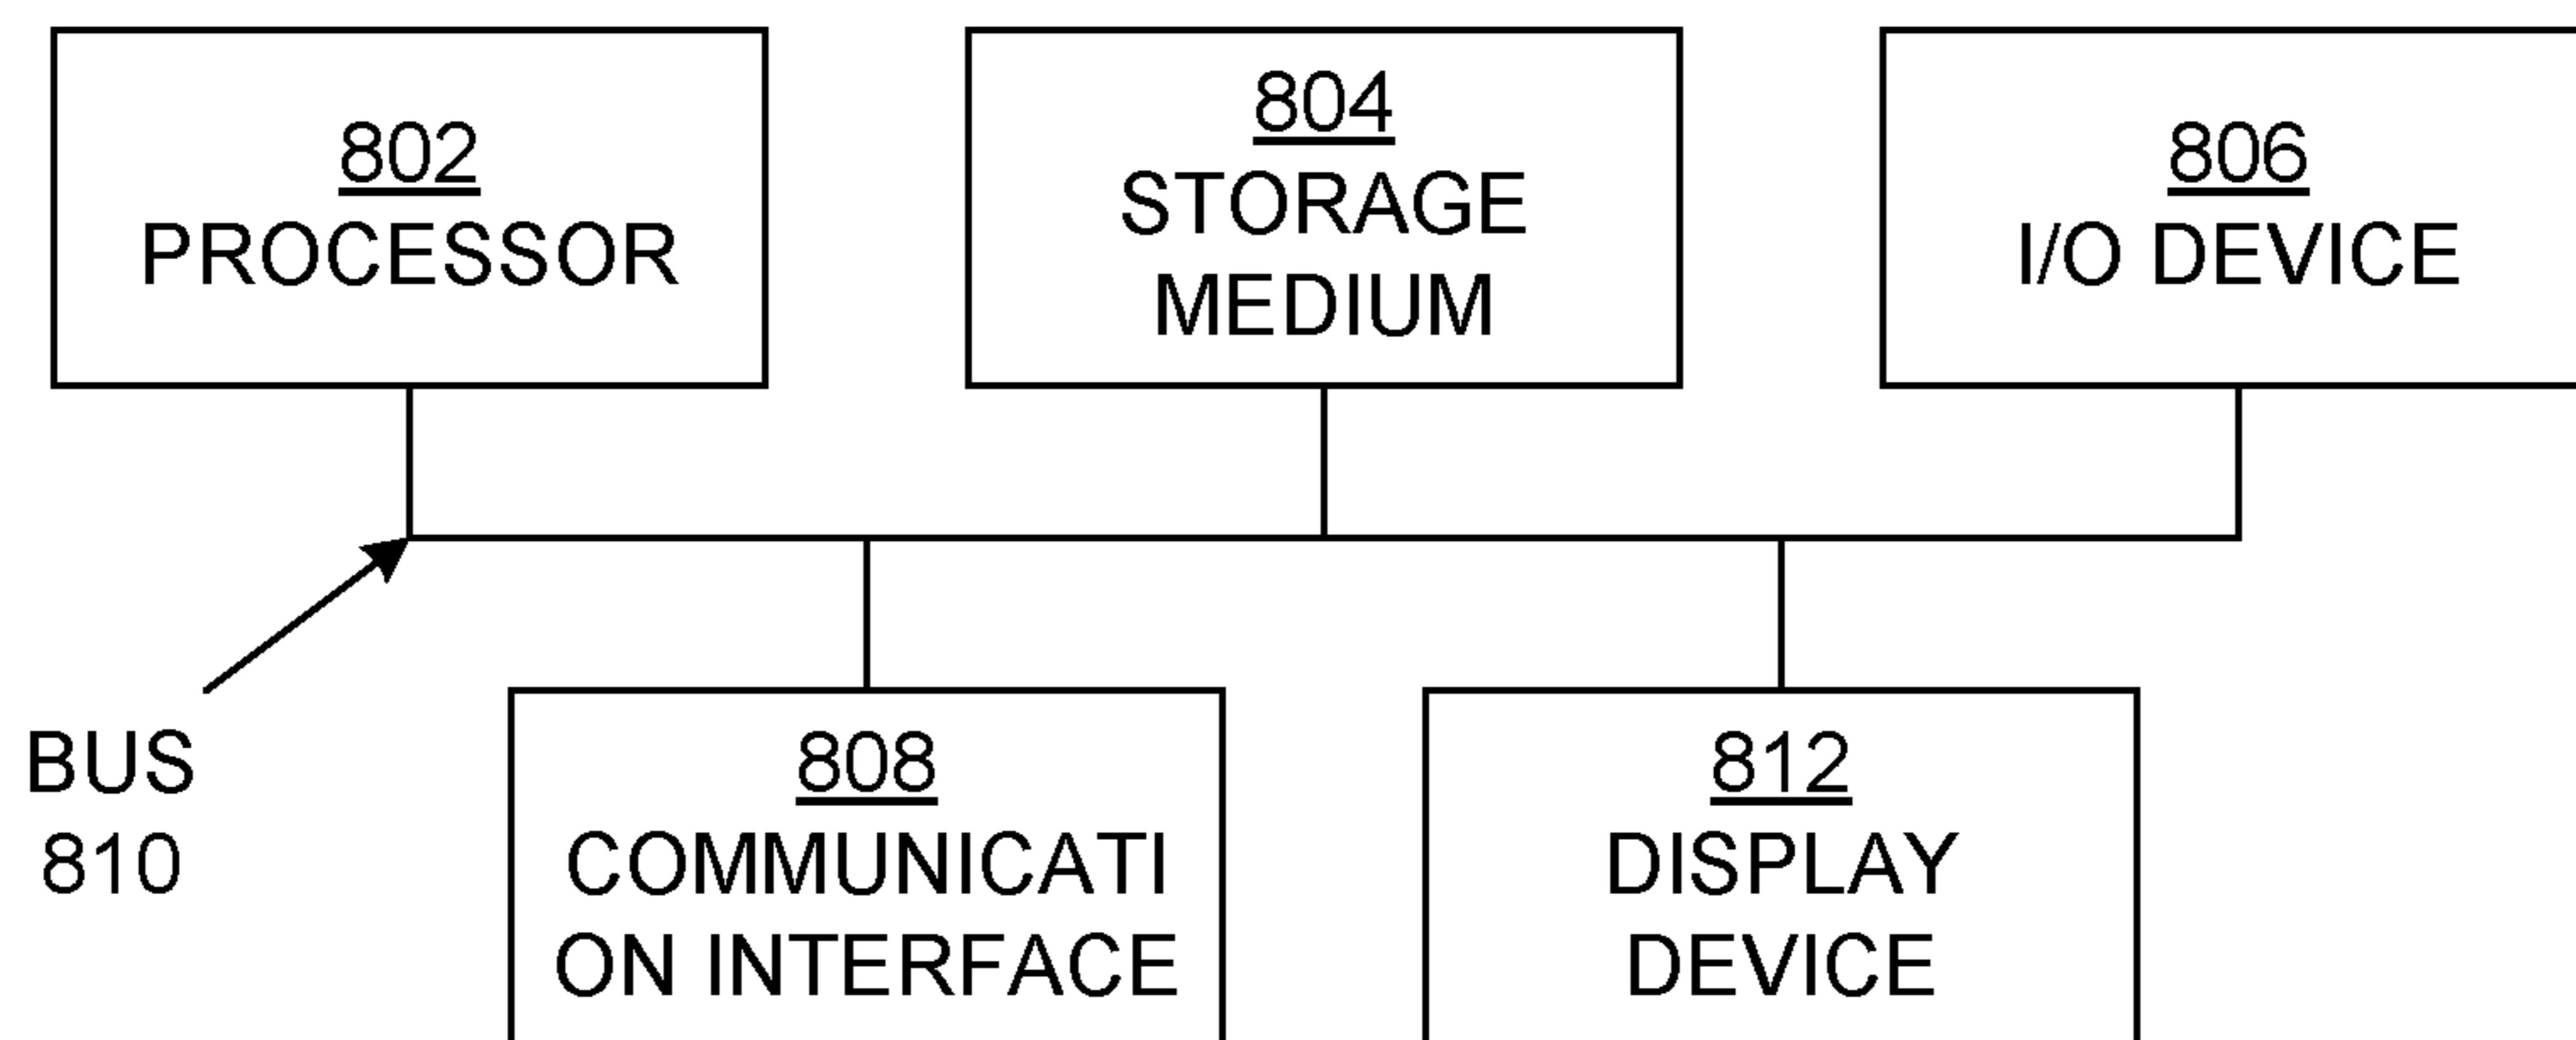 802
PROCESSOR
804
STORAGE
MEDIUM
806
I/O DEVICE
BUS
810
808
COMMUNICATI
ON INTERFACE
812
DISPLAY
DEVICE